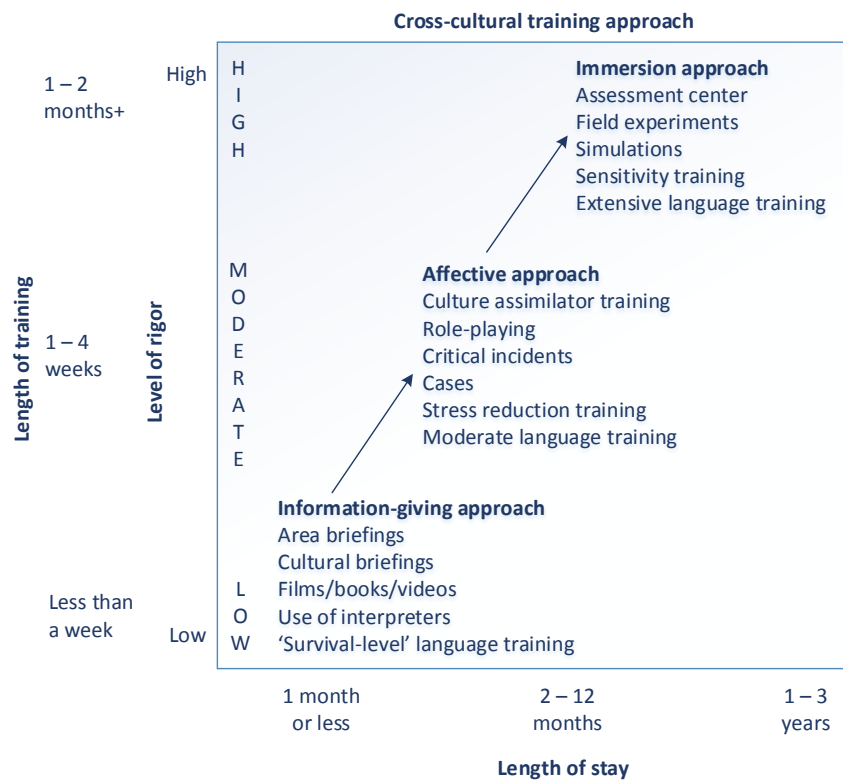 Cross-cultural training approach
High
1 – 2
months+
H
I
G
H
Immersion approach
Assessment center
Field experiments
Simulations
Sensitivity training
Extensive language training
Length of training
1 – 4
weeks
Level of rigor
M
O
D
E
R
A
T
E
Affective approach
Culture assimilator training
Role-playing
Critical incidents
Cases
Stress reduction training
Moderate language training
Information-giving approach
Area briefings
Cultural briefings
Films/books/videos
Use of interpreters
‘Survival-level’ language training
L
O
W
Less than
a week
Low
1 month
or less
2 – 12
months
1 – 3
years
Length of stay